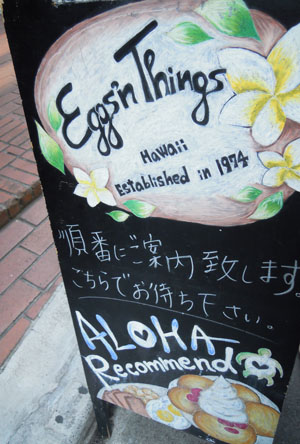 Eggs'n Things
Hawaii
Established in 1974
順番にご案内致します
こちらでお待ち下さい。
ALOHA
Recommend